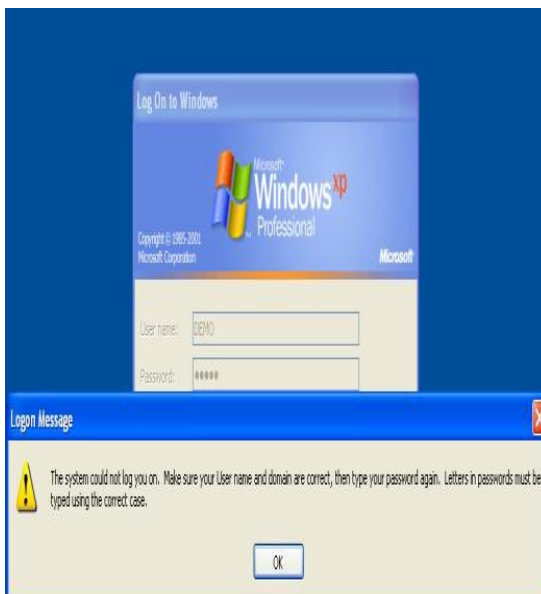 Log On to Windows
Microsoft®
Windows xp
Professional
Copyright © 1985-2001
Microsoft Corporation
Microsoft
User name: DEMO
Password: •••••
Logon Message
The system could not log you on. Make sure your User name and domain are correct, then type your password again. Letters in passwords must be
typed using the correct case.
OK